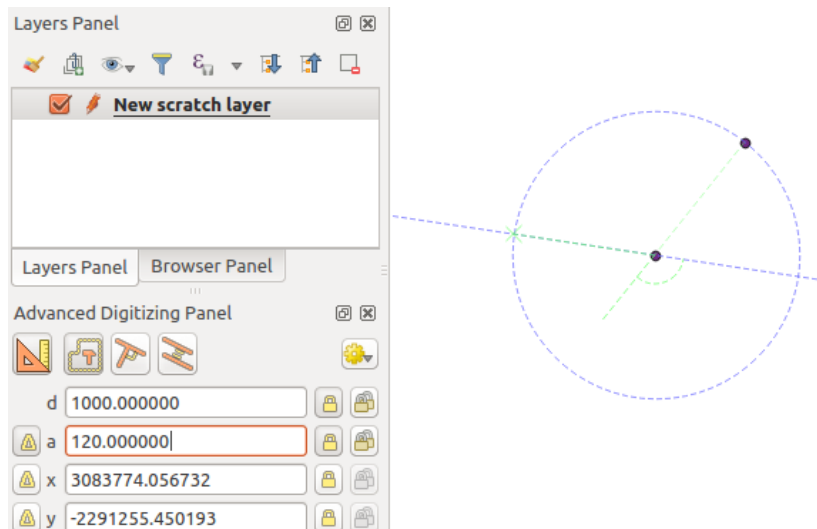 Layers Panel
New scratch layer
Layers Panel
Browser Panel
Advanced Digitizing Panel
d 1000.000000
a 120.000000
x 3083774.056732
y -2291255.450193